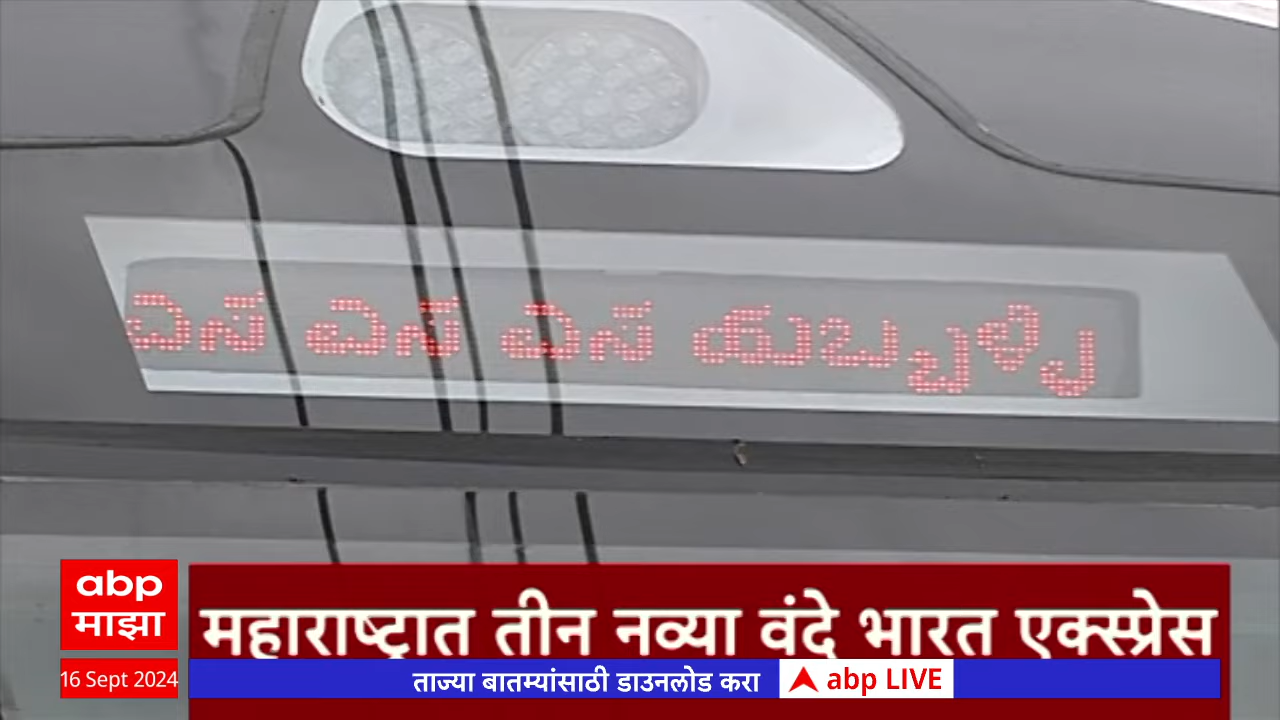 ಎಸ ಎಸ ಎಸ ಹುಬ್ಬಳ್ಳಿ
abp
माझा
महाराष्ट्रात तीन नव्या वंदे भारत एक्स्प्रेस
16 Sept 2024
ताज्या बातम्यांसाठी डाउनलोड करा abp LIVE